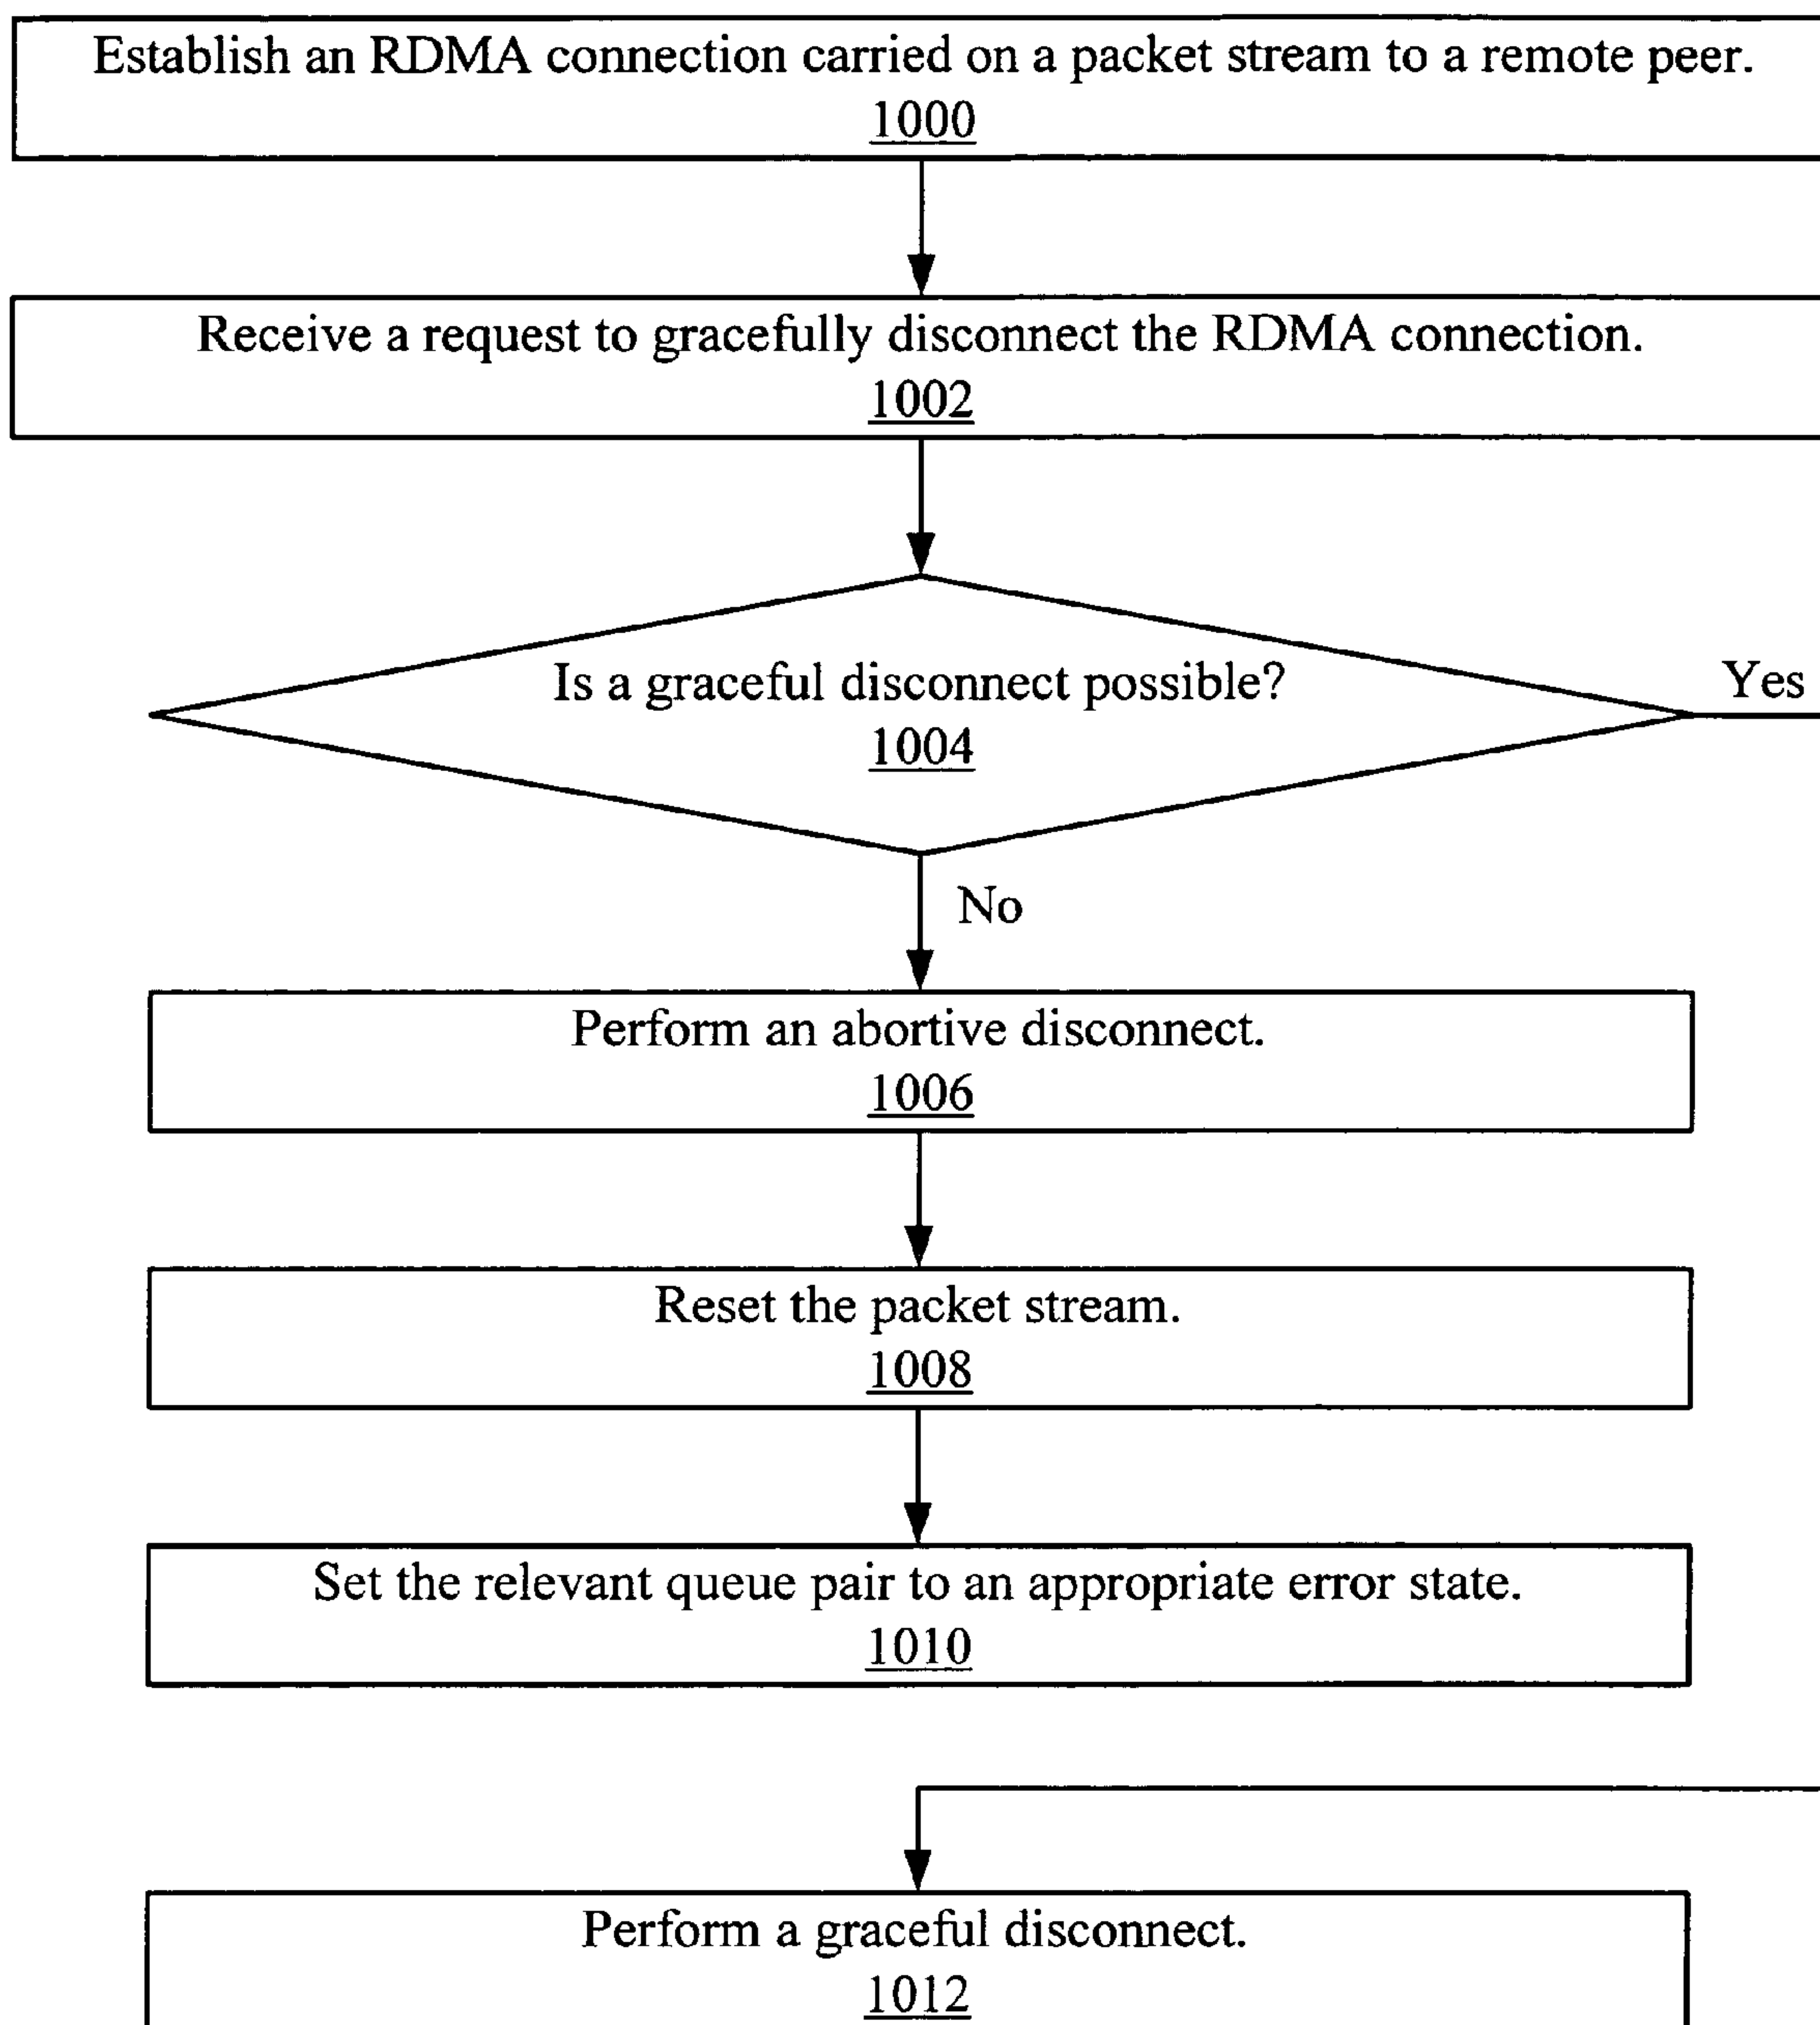 Establish an RDMA connection carried on a packet stream to a remote peer.
1000
Receive a request to gracefully disconnect the RDMA connection.
1002
Is a graceful disconnect possible?
1004
Yes
No
Perform an abortive disconnect.
1006
Reset the packet stream.
1008
Set the relevant queue pair to an appropriate error state.
1010
Perform a graceful disconnect.
1012